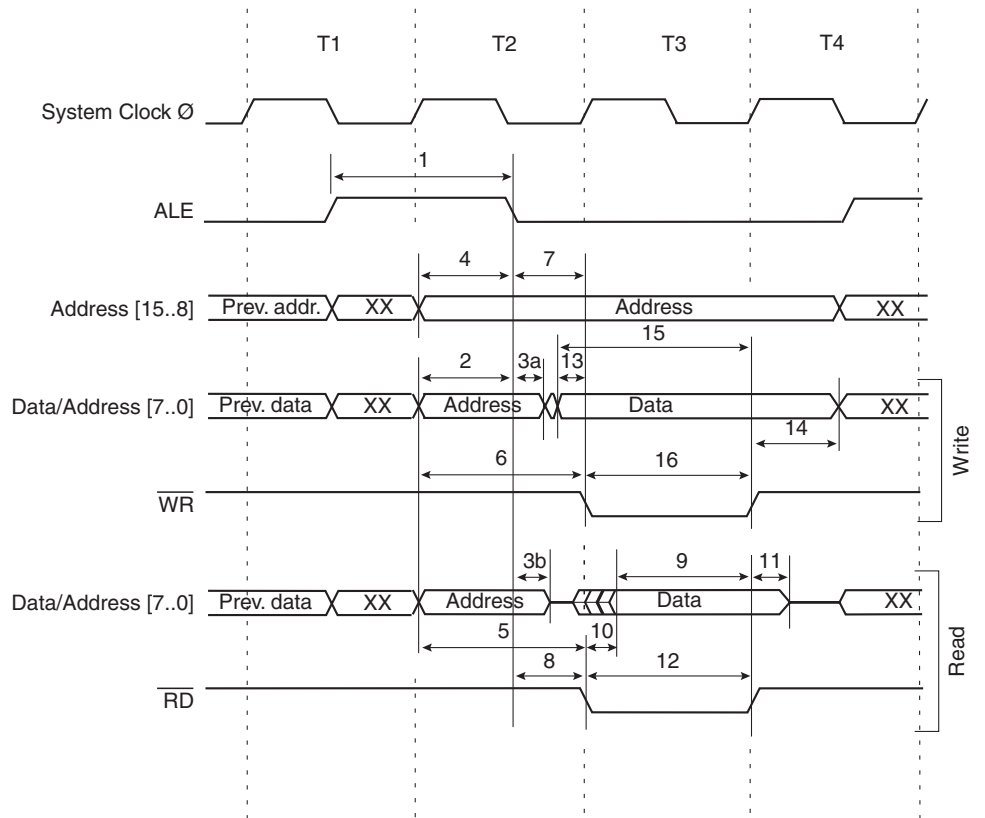 T1 T2 T3 T4
System Clock Ø
1
ALE
4 7
Address [15..8] Prev. addr. XX Address XX
15
2 3a 13
Data/Address [7..0] Prev. data XX Address Data XX
14
6 16
WR
Write
3b 9 11
Data/Address [7..0] Prev. data XX Address Data XX
5 10
8 12
RD
Read